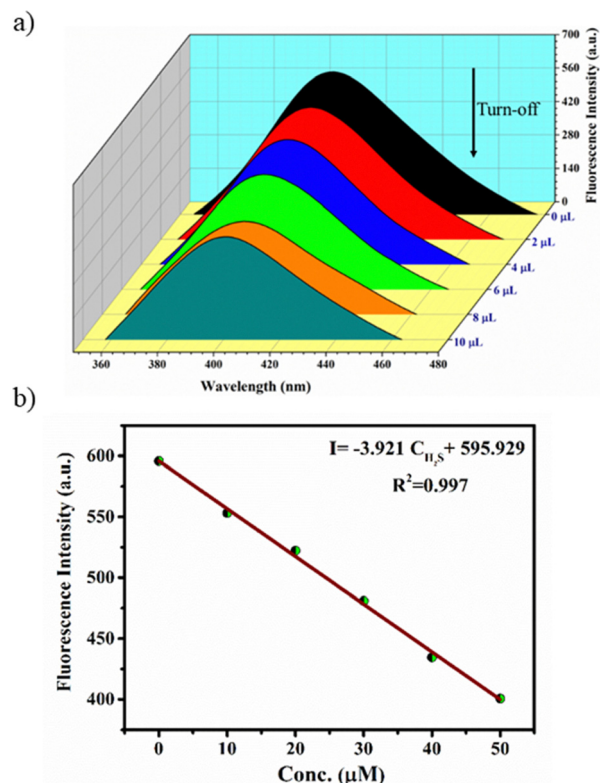 a)
700
560
420
280
140
0
Fluorescence Intensity (a.u.)
Turn-off
0 µL
2 µL
4 µL
6 µL
8 µL
10 µL
360 400 420 440 460 480
Wavelength (nm)
b)
I= -3.921 C_{H₂S}+ 595.929
R²=0.997
600
550
500
450
400
Fluorescence Intensity (a.u.)
0 10 20 30 40 50
Conc. (µM)